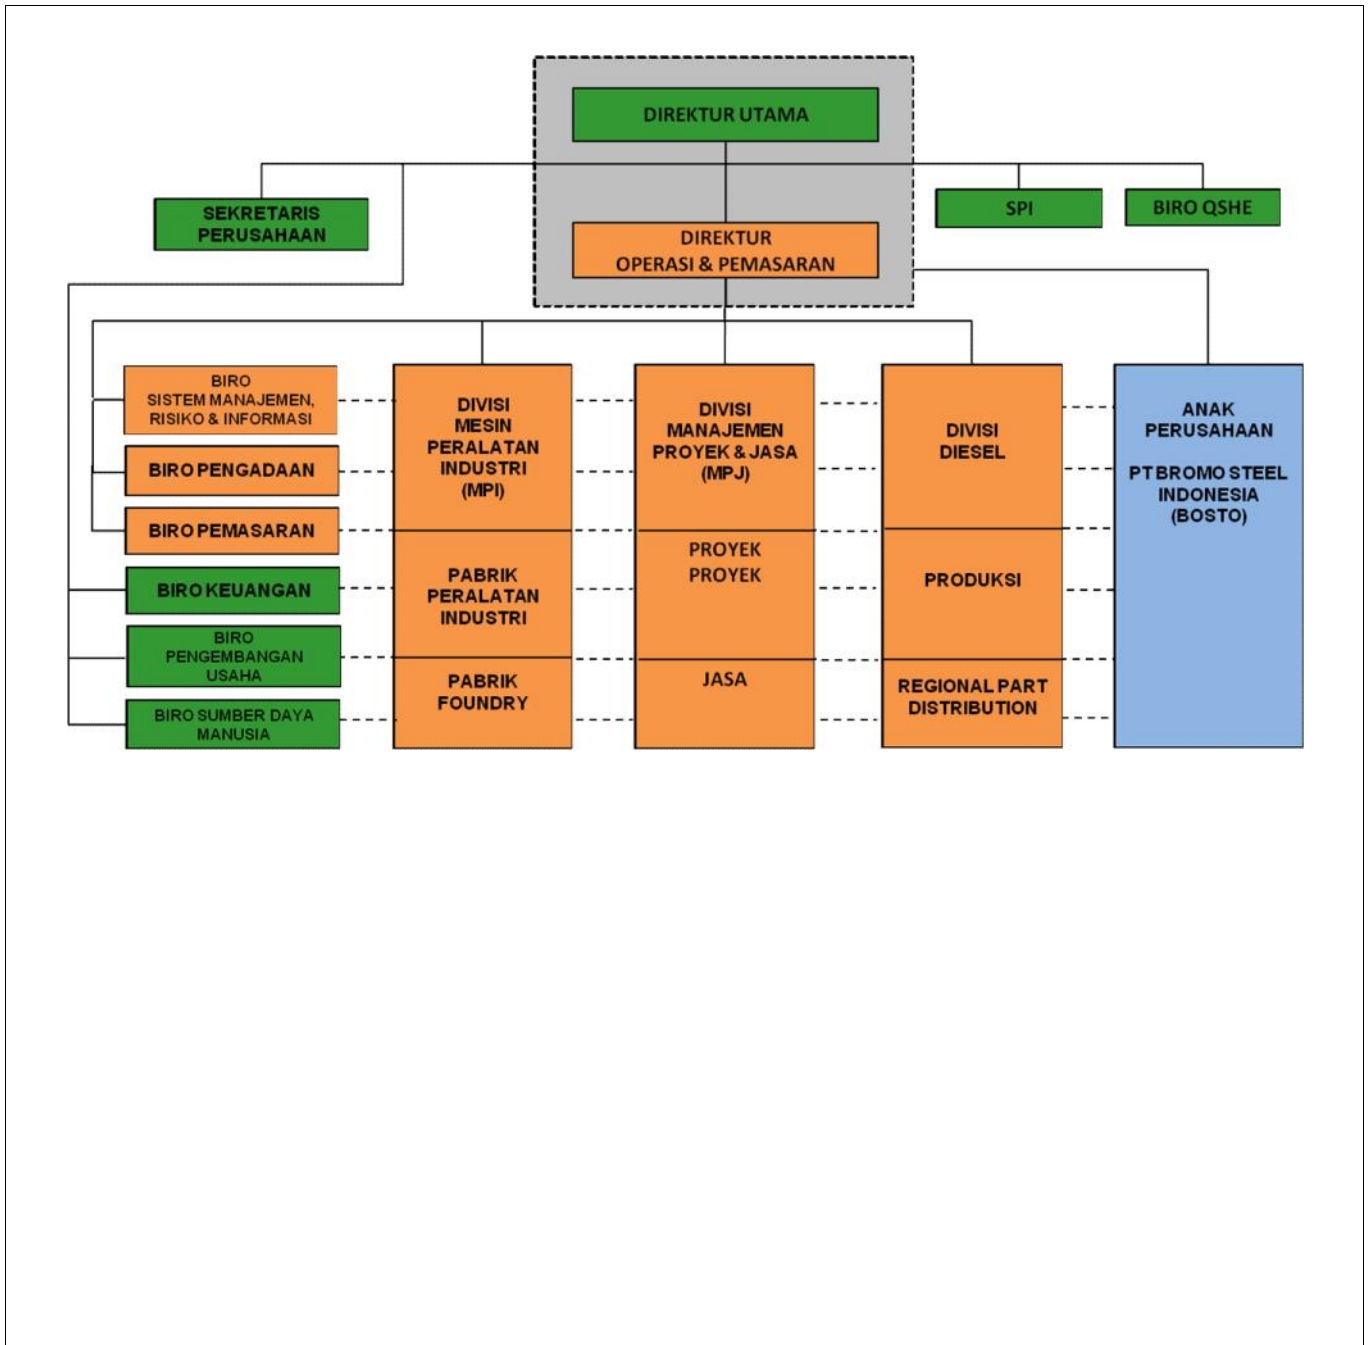 DIREKTUR UTAMA
SEKRETARIS
PERUSAHAAN
SPI
BIRO QSHE
DIREKTUR
OPERASI & PEMASARAN
BIRO
SISTEM MANAJEMEN,
RISIKO & INFORMASI
BIRO PENGADAAN
BIRO PEMASARAN
BIRO KEUANGAN
BIRO
PENGEMBANGAN
USAHA
BIRO SUMBER DAYA
MANUSIA
DIVISI
MESIN
PERALATAN
INDUSTRI
(MPI)
PABRIK
PERALATAN
INDUSTRI
PABRIK
FOUNDRY
DIVISI
MANAJEMEN
PROYEK & JASA
(MPJ)
PROYEK
PROYEK
JASA
DIVISI
DIESEL
PRODUKSI
REGIONAL PART
DISTRIBUTION
ANAK
PERUSAHAAN
PT BROMO STEEL
INDONESIA
(BOSTO)